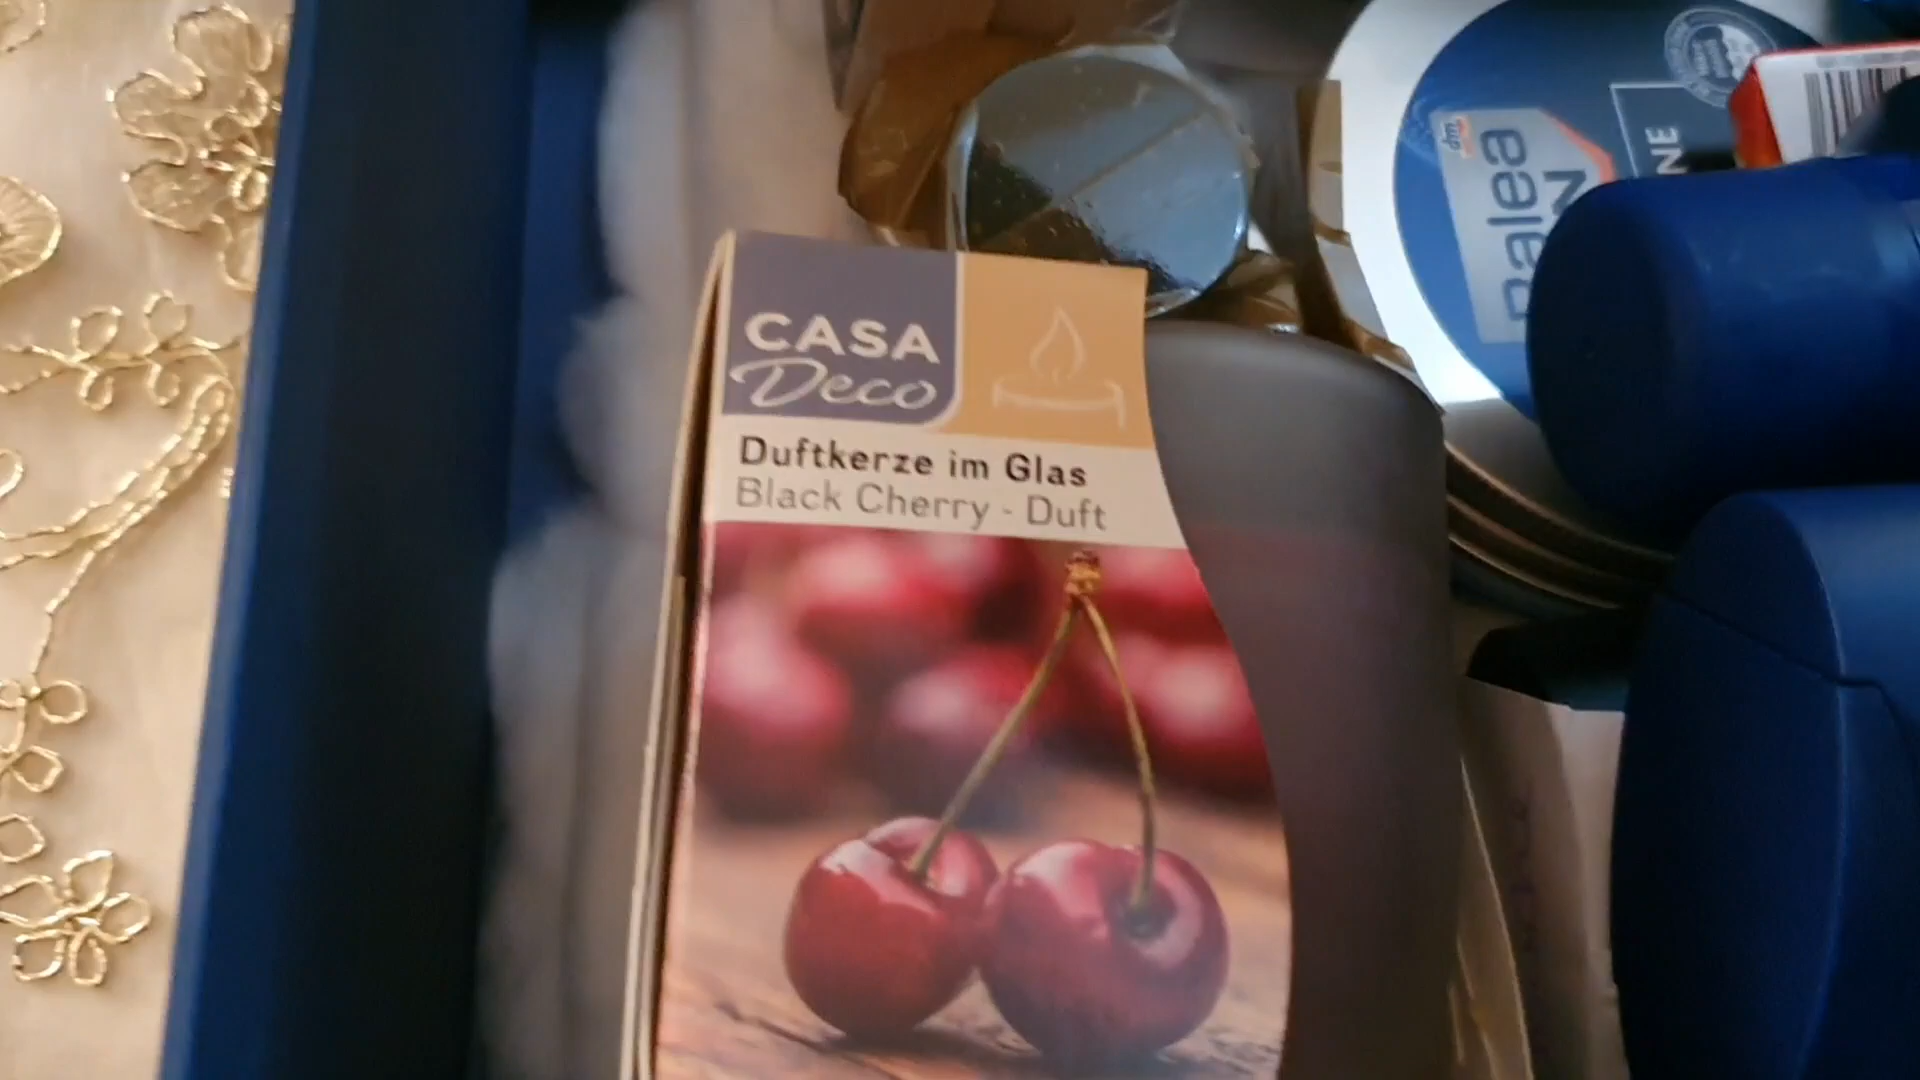 CASA
Deco
Duftkerze im Glas
Black Cherry - Duft
dm
Balea